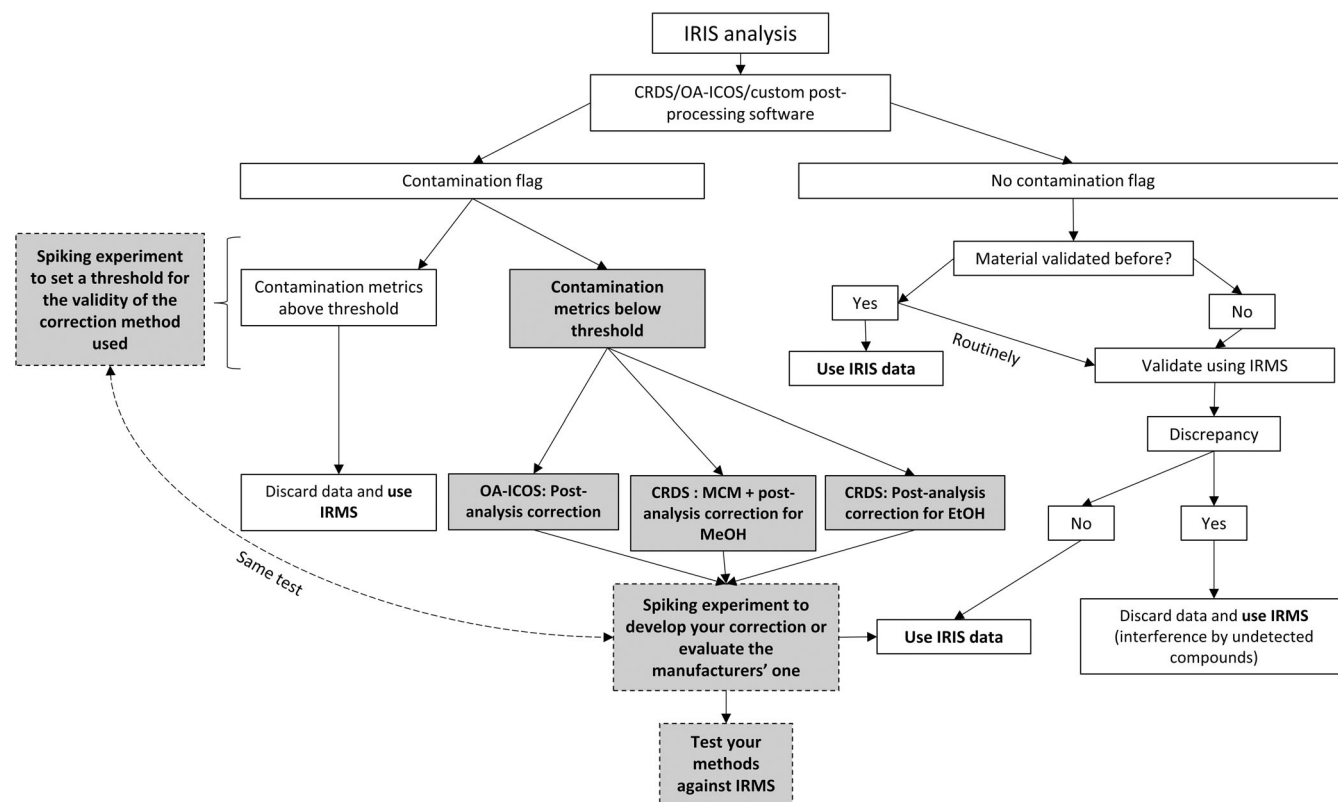 IRIS analysis
CRDS/OA-ICOS/custom post-
processing software
Contamination flag
No contamination flag
Spiking experiment
to set a threshold for
the validity of the
correction method
used
Contamination metrics
above threshold
Contamination
metrics below
threshold
Material validated before?
Yes
No
Routinely
Use IRIS data
Validate using IRMS
Discrepancy
Discard data and use
IRMS
OA-ICOS: Post-
analysis correction
CRDS : MCM + post-
analysis correction for
MeOH
CRDS: Post-analysis
correction for EtOH
No
Yes
Same test
Spiking experiment to
develop your correction or
evaluate the
manufacturers’ one
Use IRIS data
Discard data and use IRMS
(interference by undetected
compounds)
Test your
methods
against IRMS